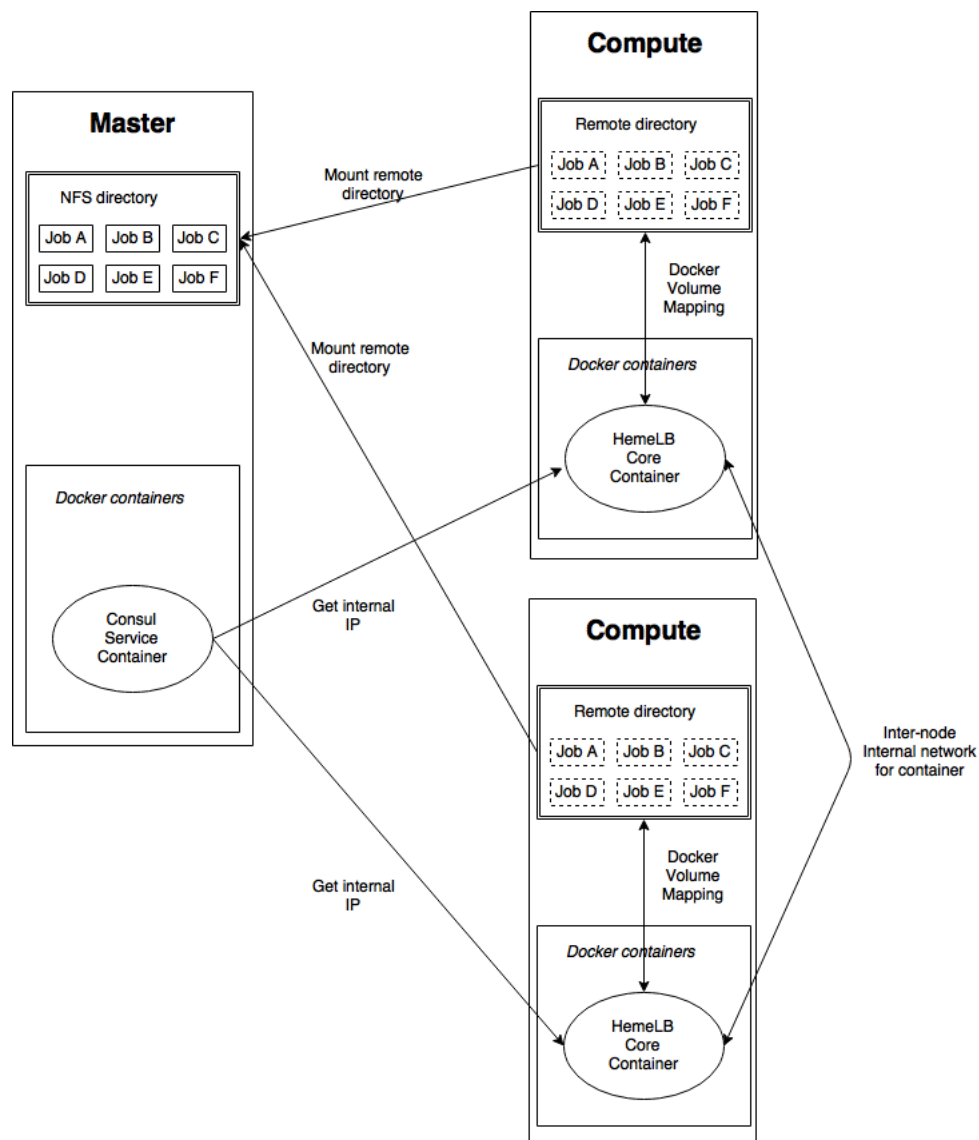 Master
NFS directory
Job A
Job B
Job C
Job D
Job E
Job F
Docker containers
Consul
Service
Container
Mount remote
directory
Mount remote
directory
Get internal
IP
Get internal
IP
Compute
Remote directory
Job A
Job B
Job C
Job D
Job E
Job F
Docker
Volume
Mapping
Docker containers
HemeLB
Core
Container
Compute
Remote directory
Job A
Job B
Job C
Job D
Job E
Job F
Docker
Volume
Mapping
Docker containers
HemeLB
Core
Container
Inter-node
Internal network
for container